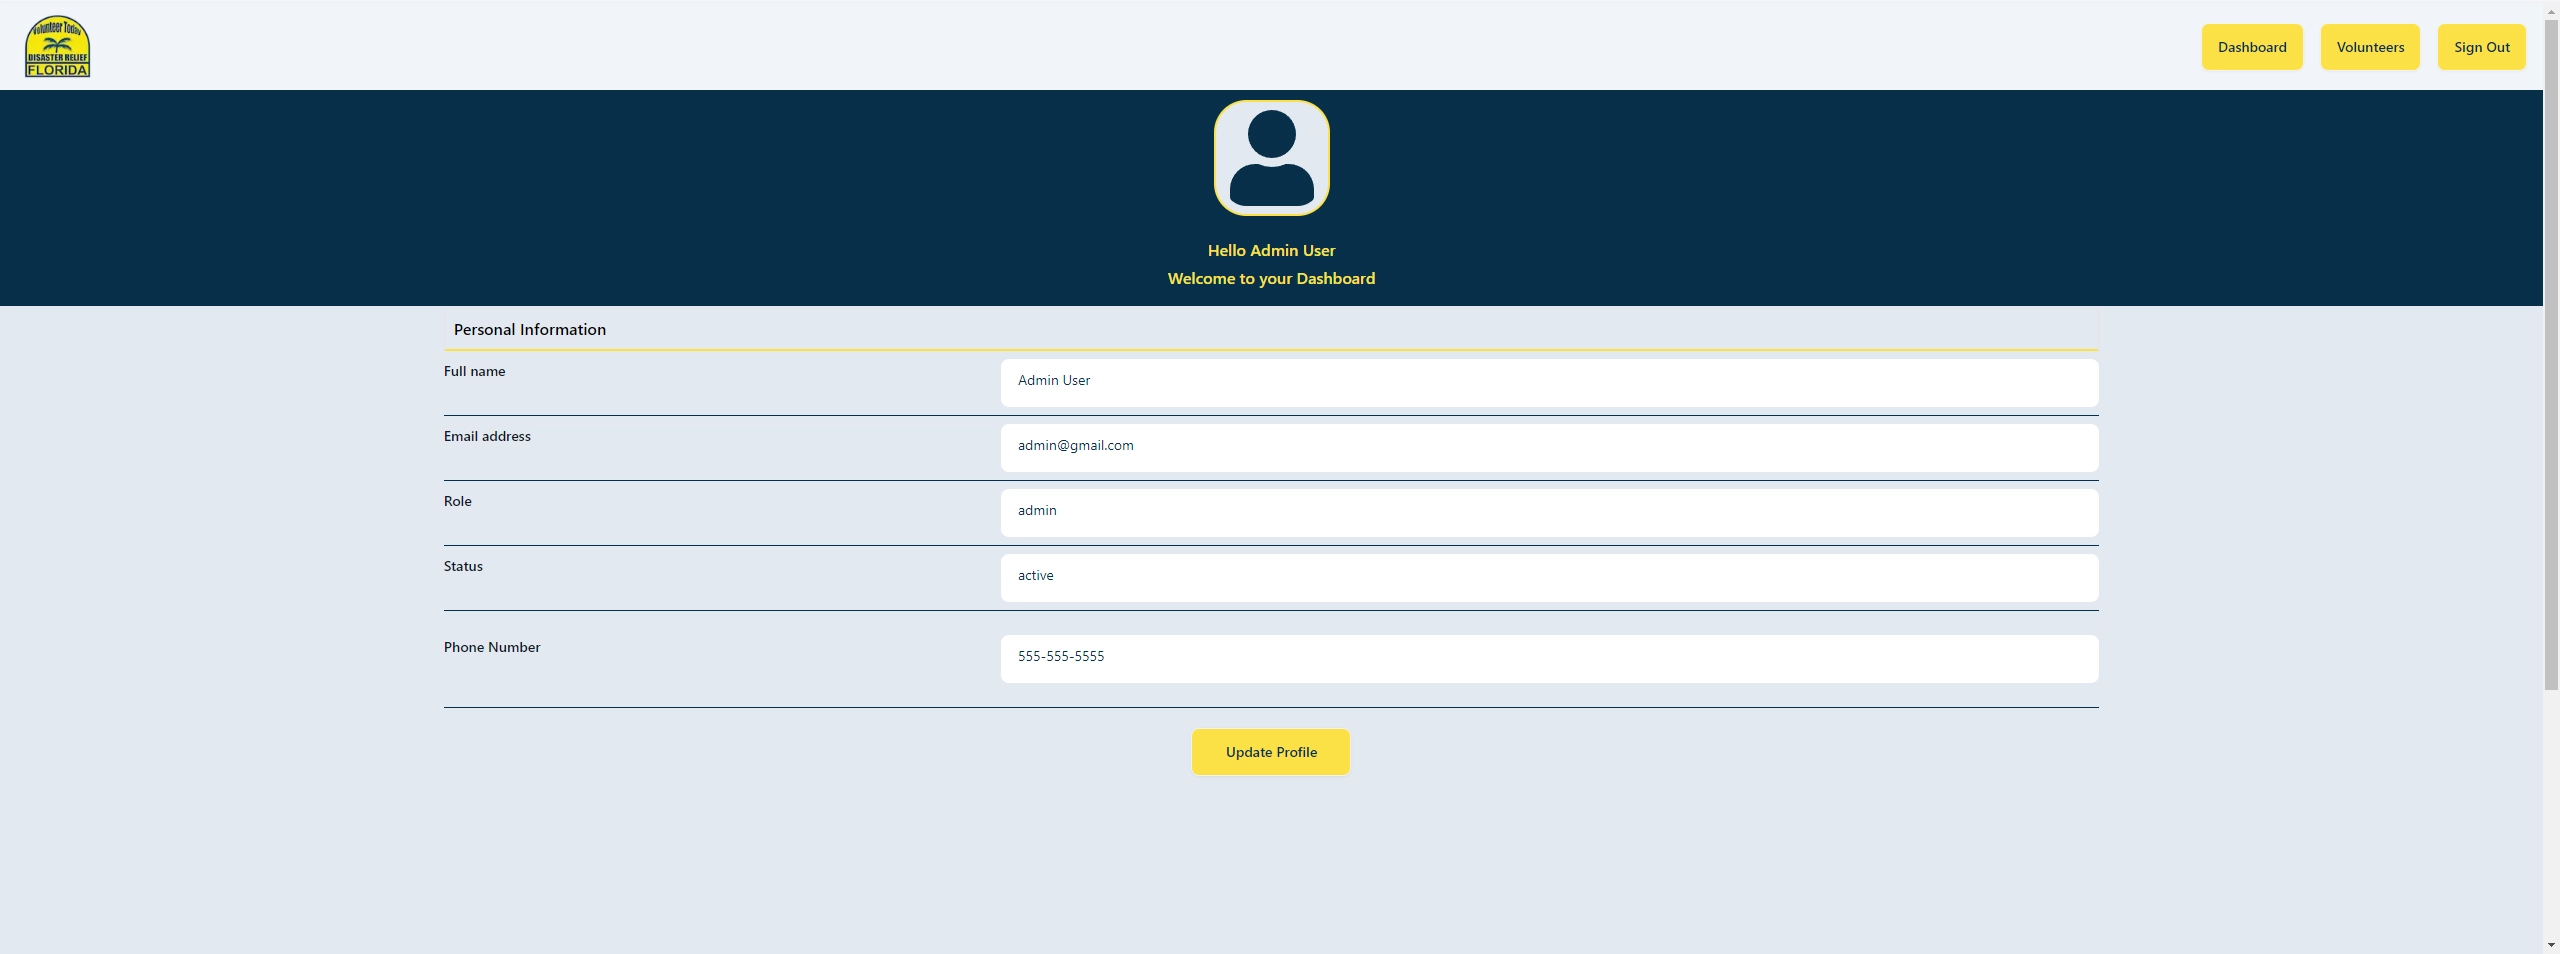 Volunteer Today
DISASTER RELIEF
FLORIDA
Dashboard
Volunteers
Sign Out
Hello Admin User
Welcome to your Dashboard
Personal Information
Full name
Admin User
Email address
admin@gmail.com
Role
admin
Status
active
Phone Number
555-555-5555
Update Profile